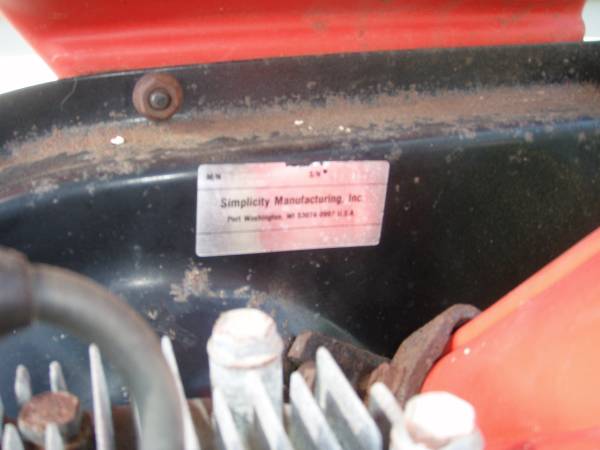 M/N S/N
Simplicity Manufacturing, Inc.
Port Washington, WI 53074-0997 U.S.A.